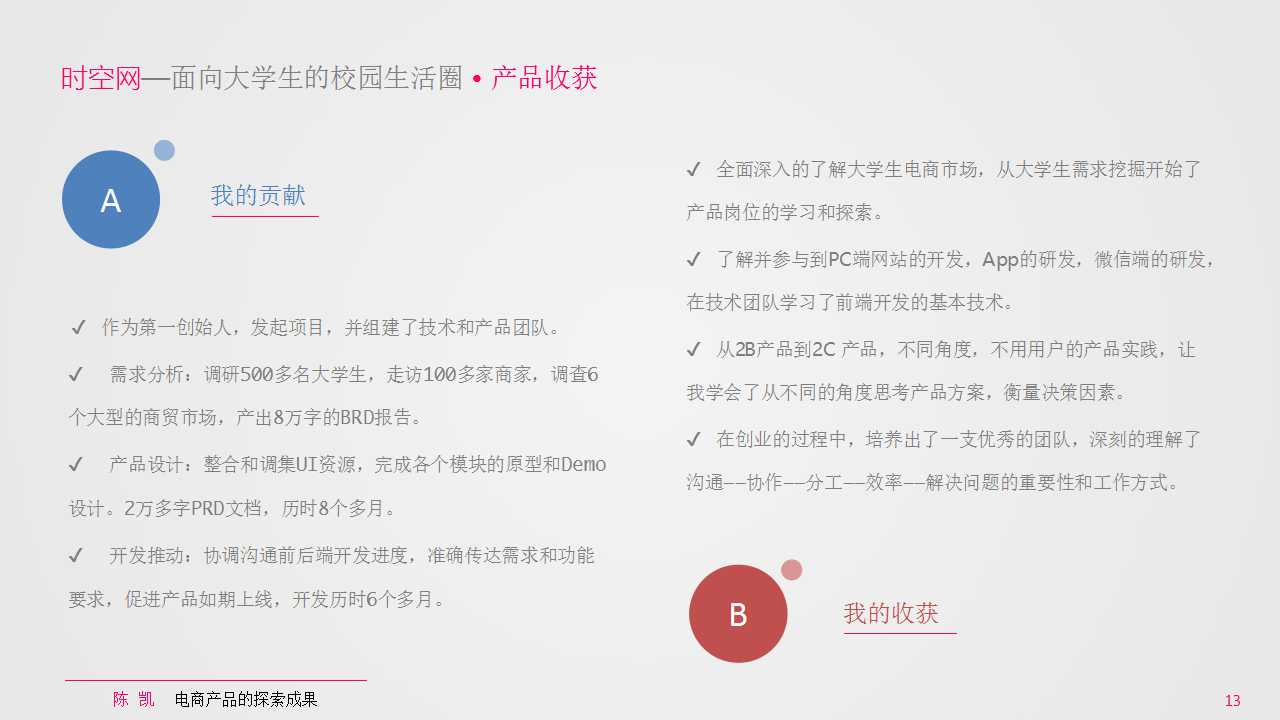 时空网—面向大学生的校园生活圈•产品收获
A
我的贡献
✓ 作为第一创始人，发起项目，并组建了技术和产品团队。
✓ 需求分析：调研500多名大学生，走访100多家商家，调查6
个大型的商贸市场，产出8万字的BRD报告。
✓ 产品设计：整合和调集UI资源，完成各个模块的原型和Demo
设计。2万多字PRD文档，历时8个多月。
✓ 开发推动：协调沟通前后端开发进度，准确传达需求和功能
要求，促进产品如期上线，开发历时6个多月。
✓ 全面深入的了解大学生电商市场，从大学生需求挖掘开始了
产品岗位的学习和探索。
✓ 了解并参与到PC端网站的开发，App的研发，微信端的研发，
在技术团队学习了前端开发的基本技术。
✓ 从2B产品到2C 产品，不同角度，不用用户的产品实践，让
我学会了从不同的角度思考产品方案，衡量决策因素。
✓ 在创业的过程中，培养出了一支优秀的团队，深刻的理解了
沟通——协作——分工——效率——解决问题的重要性和工作方式。
B
我的收获
陈 凯 电商产品的探索成果
13